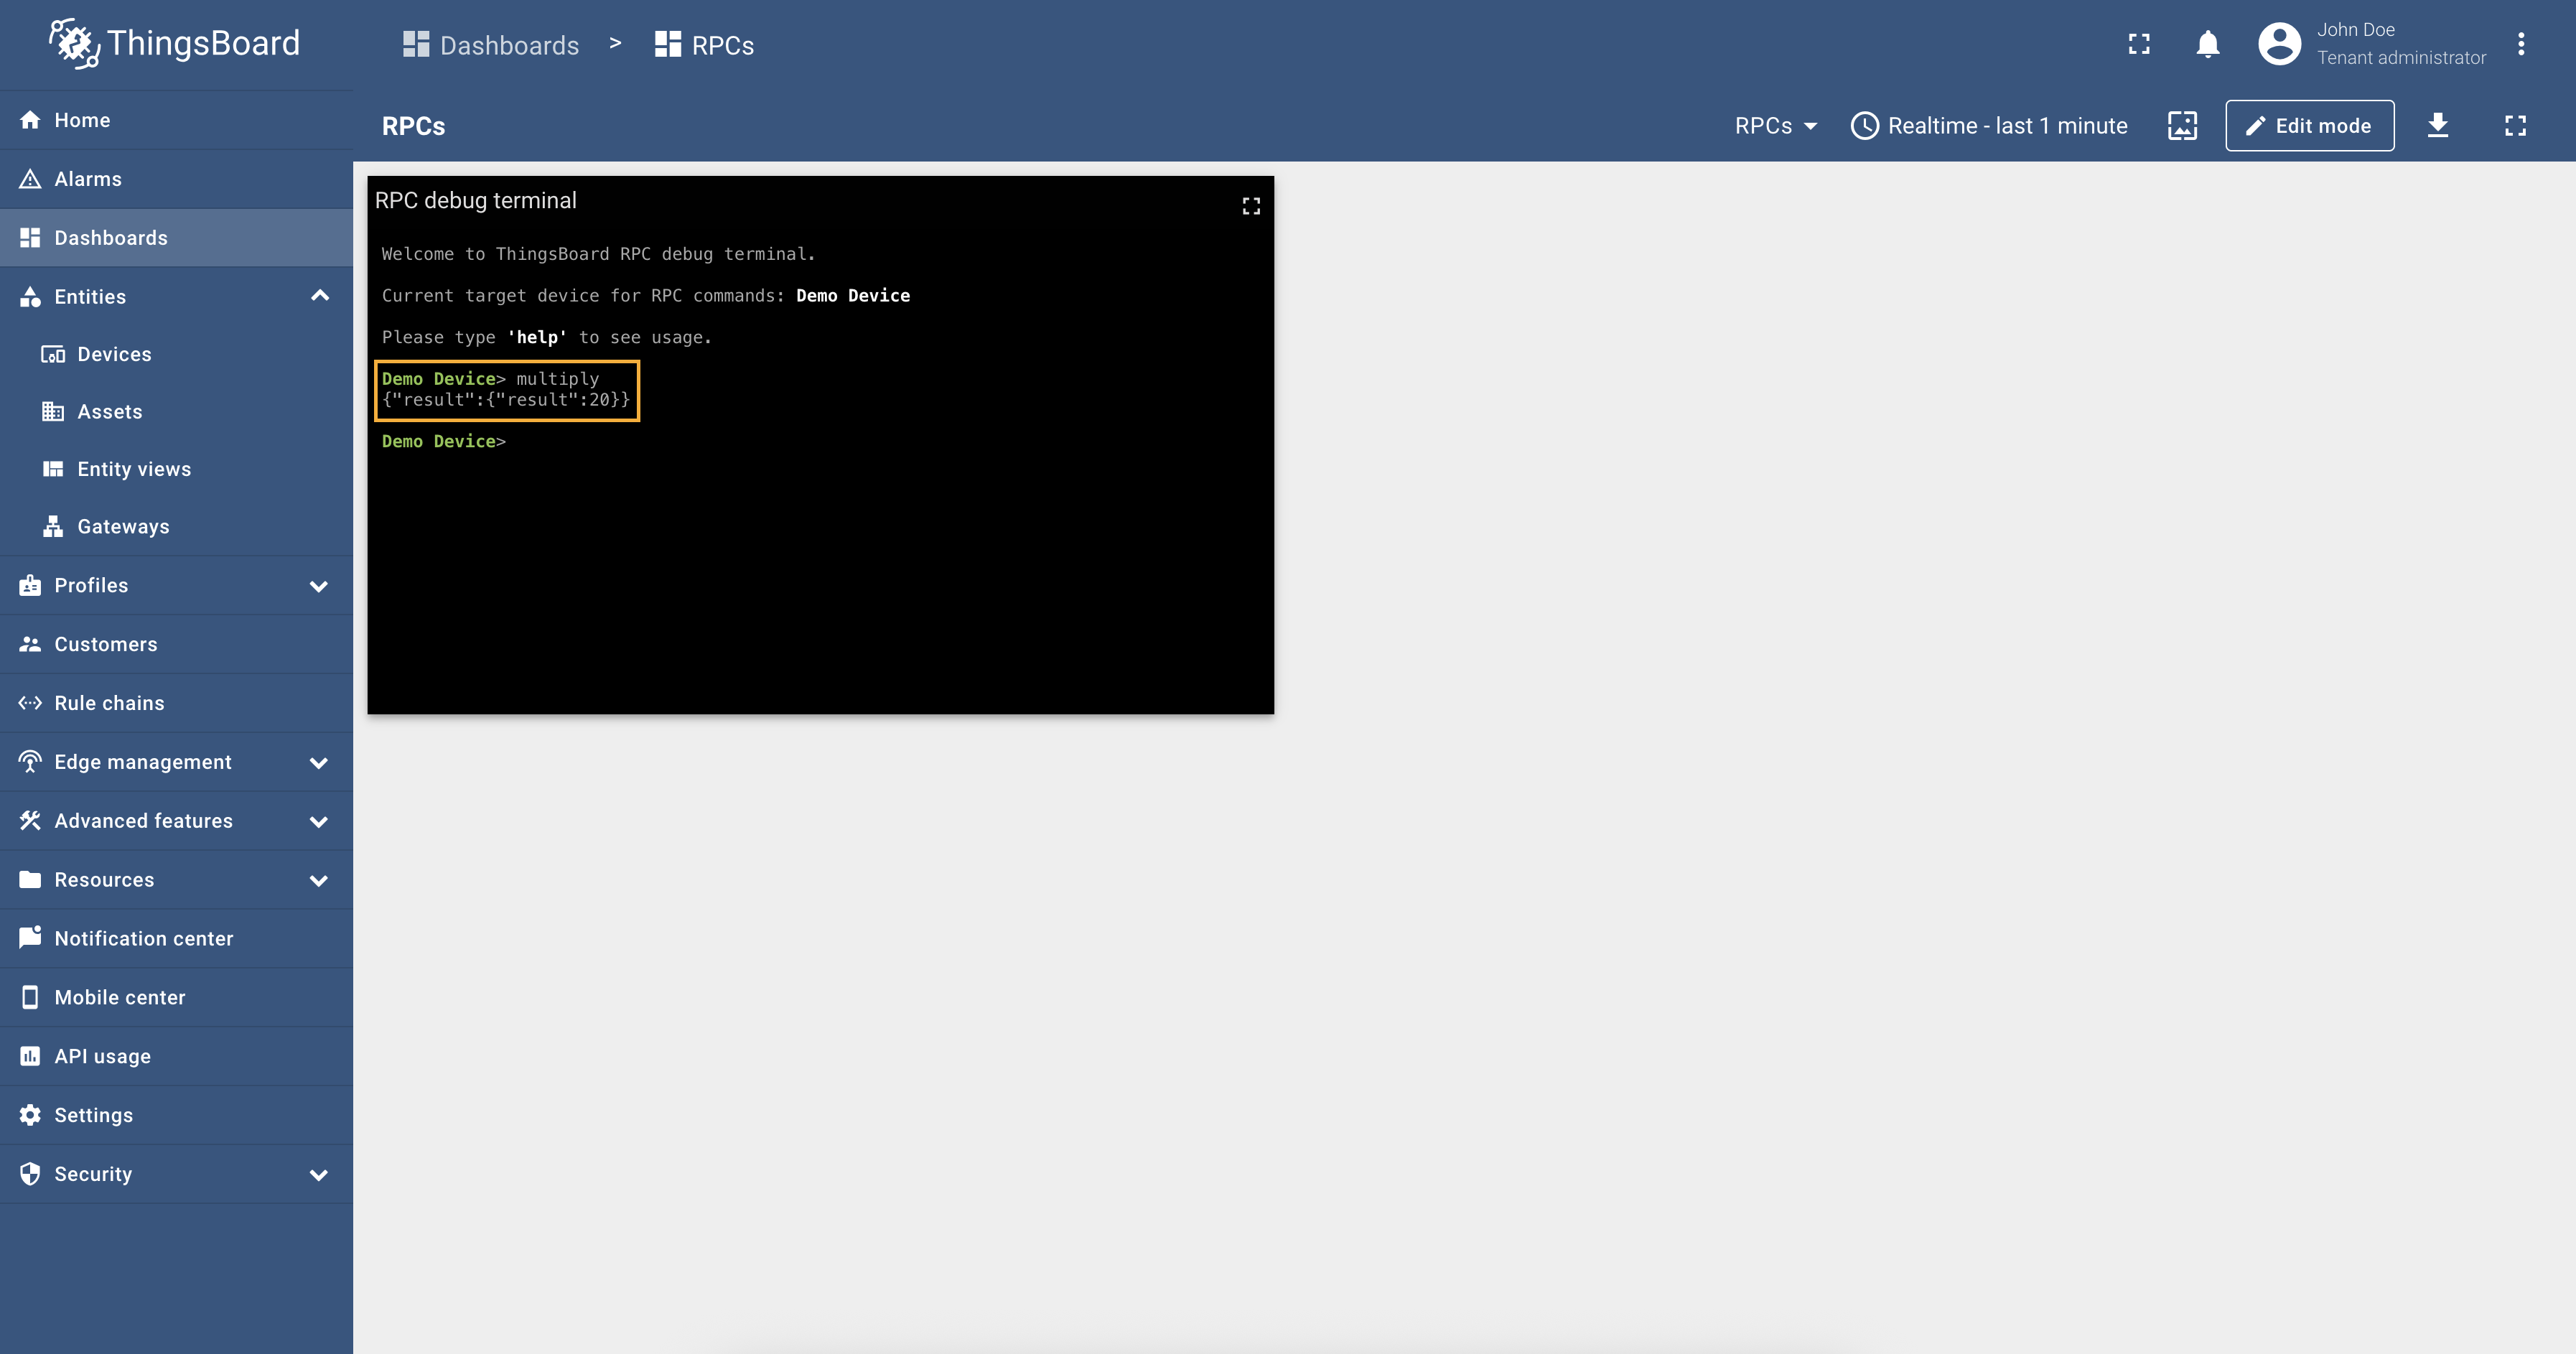 ThingsBoard
Dashboards > RPCs
John Doe
Tenant administrator
Home
Alarms
Dashboards
Entities
Devices
Assets
Entity views
Gateways
Profiles
Customers
Rule chains
Edge management
Advanced features
Resources
Notification center
Mobile center
API usage
Settings
Security
RPCs
RPCs
Realtime - last 1 minute
Edit mode
RPC debug terminal
Welcome to ThingsBoard RPC debug terminal.
Current target device for RPC commands: Demo Device
Please type 'help' to see usage.
Demo Device> multiply
{"result":{"result":20}}
Demo Device>